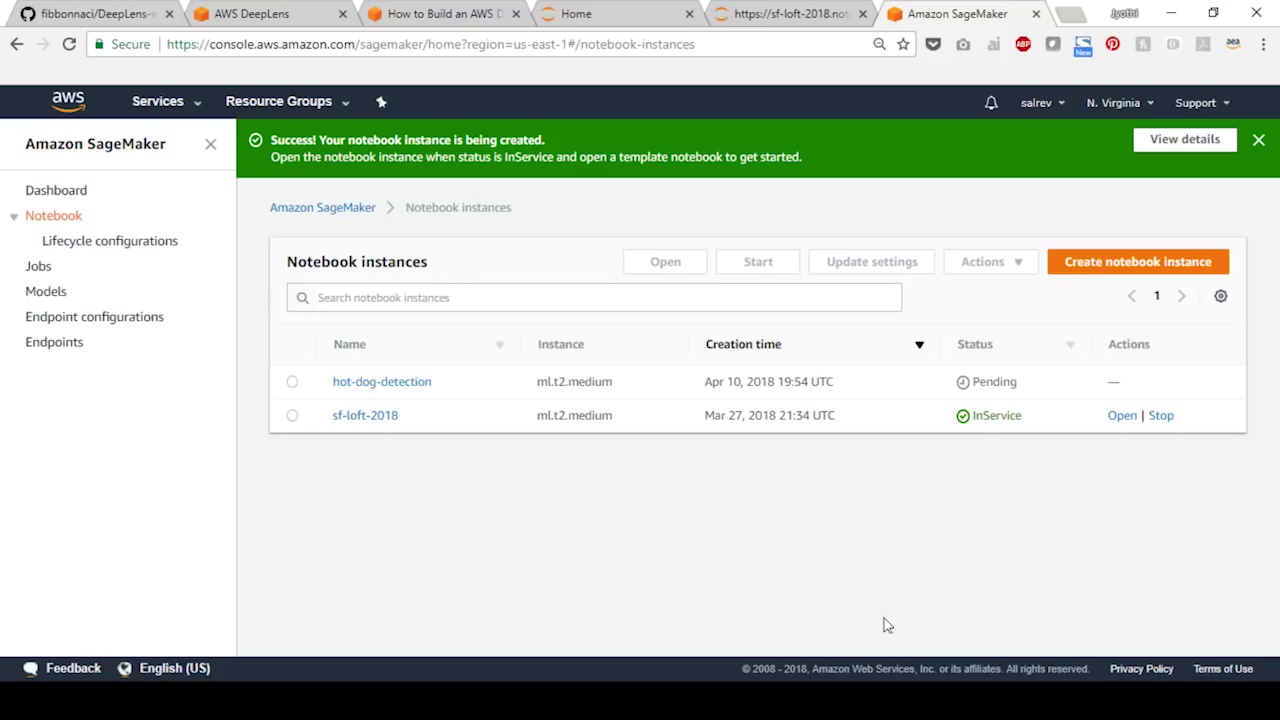 fibbonnaci/DeepLens-
AWS DeepLens
How to Build an AWS D
Home
https://sf-loft-2018.not
Amazon SageMaker
Jyothi
Secure
https://console.aws.amazon.com/sagemaker/home?region=us-east-1#/notebook-instances
ai
ABP
New
aea
aws
Services
Resource Groups
salrev
N. Virginia
Support
Amazon SageMaker
Success! Your notebook instance is being created.
Open the notebook instance when status is InService and open a template notebook to get started.
View details
Dashboard
Notebook
Lifecycle configurations
Jobs
Models
Endpoint configurations
Endpoints
Amazon SageMaker
Notebook instances
Notebook instances
Open
Start
Update settings
Actions
Create notebook instance
Search notebook instances
1
Name
Instance
Creation time
Status
Actions
hot-dog-detection
ml.t2.medium
Apr 10, 2018 19:54 UTC
Pending
—
sf-loft-2018
ml.t2.medium
Mar 27, 2018 21:34 UTC
InService
Open | Stop
Feedback
English (US)
© 2008 - 2018, Amazon Web Services, Inc. or its affiliates. All rights reserved.
Privacy Policy
Terms of Use